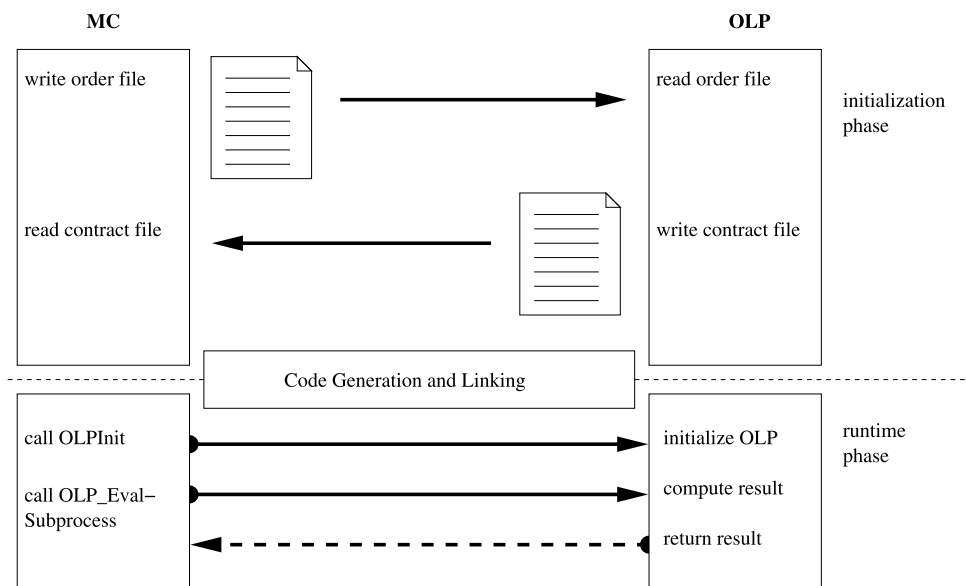 MC
OLP
write order file
read order file
initialization
phase
read contract file
write contract file
Code Generation and Linking
call OLPInit
initialize OLP
runtime
phase
call OLP_Eval−
Subprocess
compute result
return result